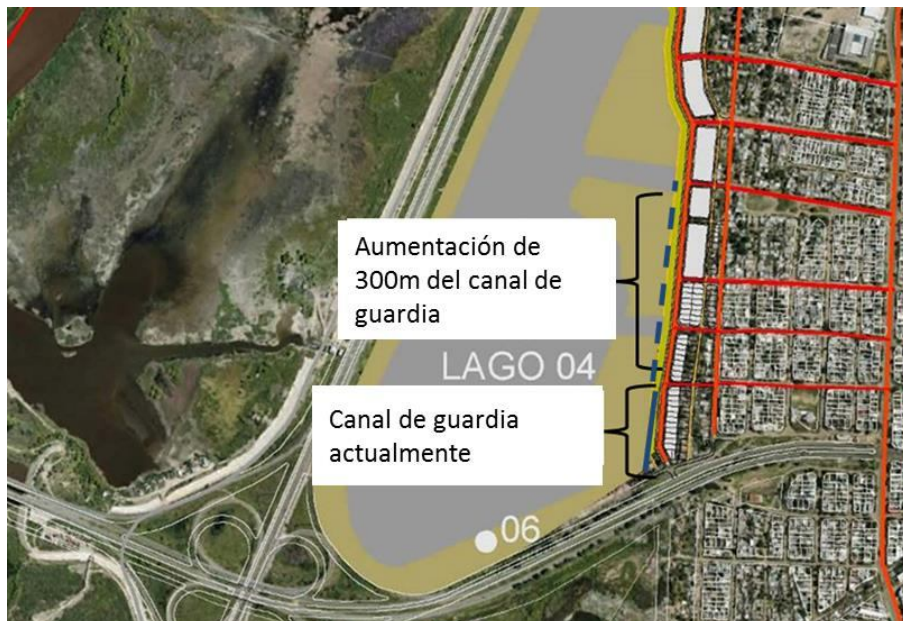 Aumentación de
300m del canal de
guardia
LAGO 04
Canal de guardia
actualmente
06